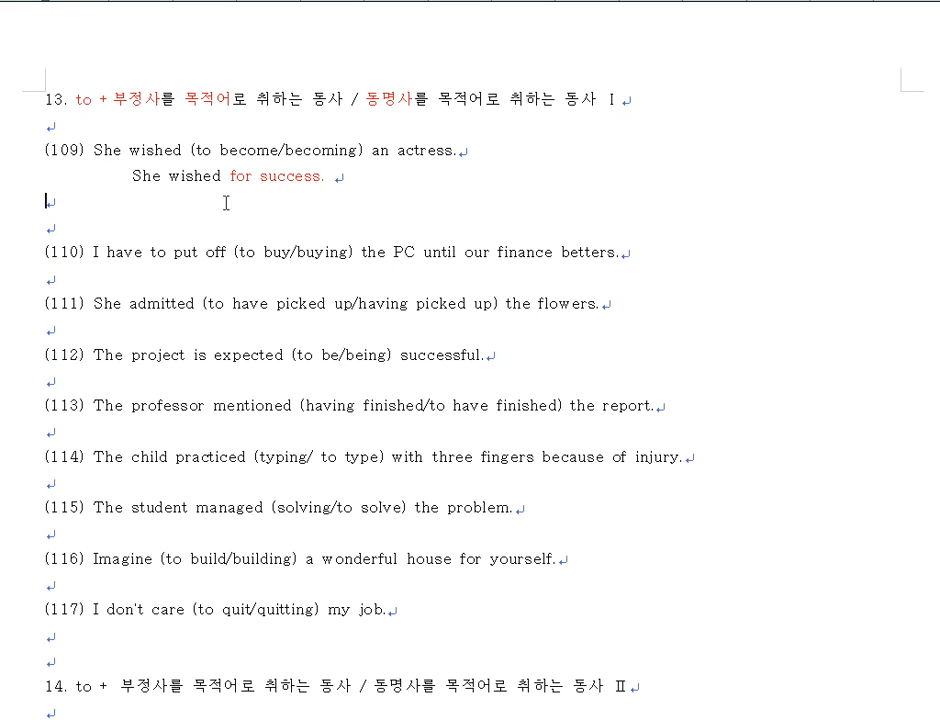 13. to + 부정사를 목적어로 취하는 동사 / 동명사를 목적어로 취하는 동사 Ⅰ
(109) She wished (to become/becoming) an actress.
She wished for success.
(110) I have to put off (to buy/buying) the PC until our finance betters.
(111) She admitted (to have picked up/having picked up) the flowers.
(112) The project is expected (to be/being) successful.
(113) The professor mentioned (having finished/to have finished) the report.
(114) The child practiced (typing/ to type) with three fingers because of injury.
(115) The student managed (solving/to solve) the problem.
(116) Imagine (to build/building) a wonderful house for yourself.
(117) I don't care (to quit/quitting) my job.
14. to + 부정사를 목적어로 취하는 동사 / 동명사를 목적어로 취하는 동사 Ⅱ